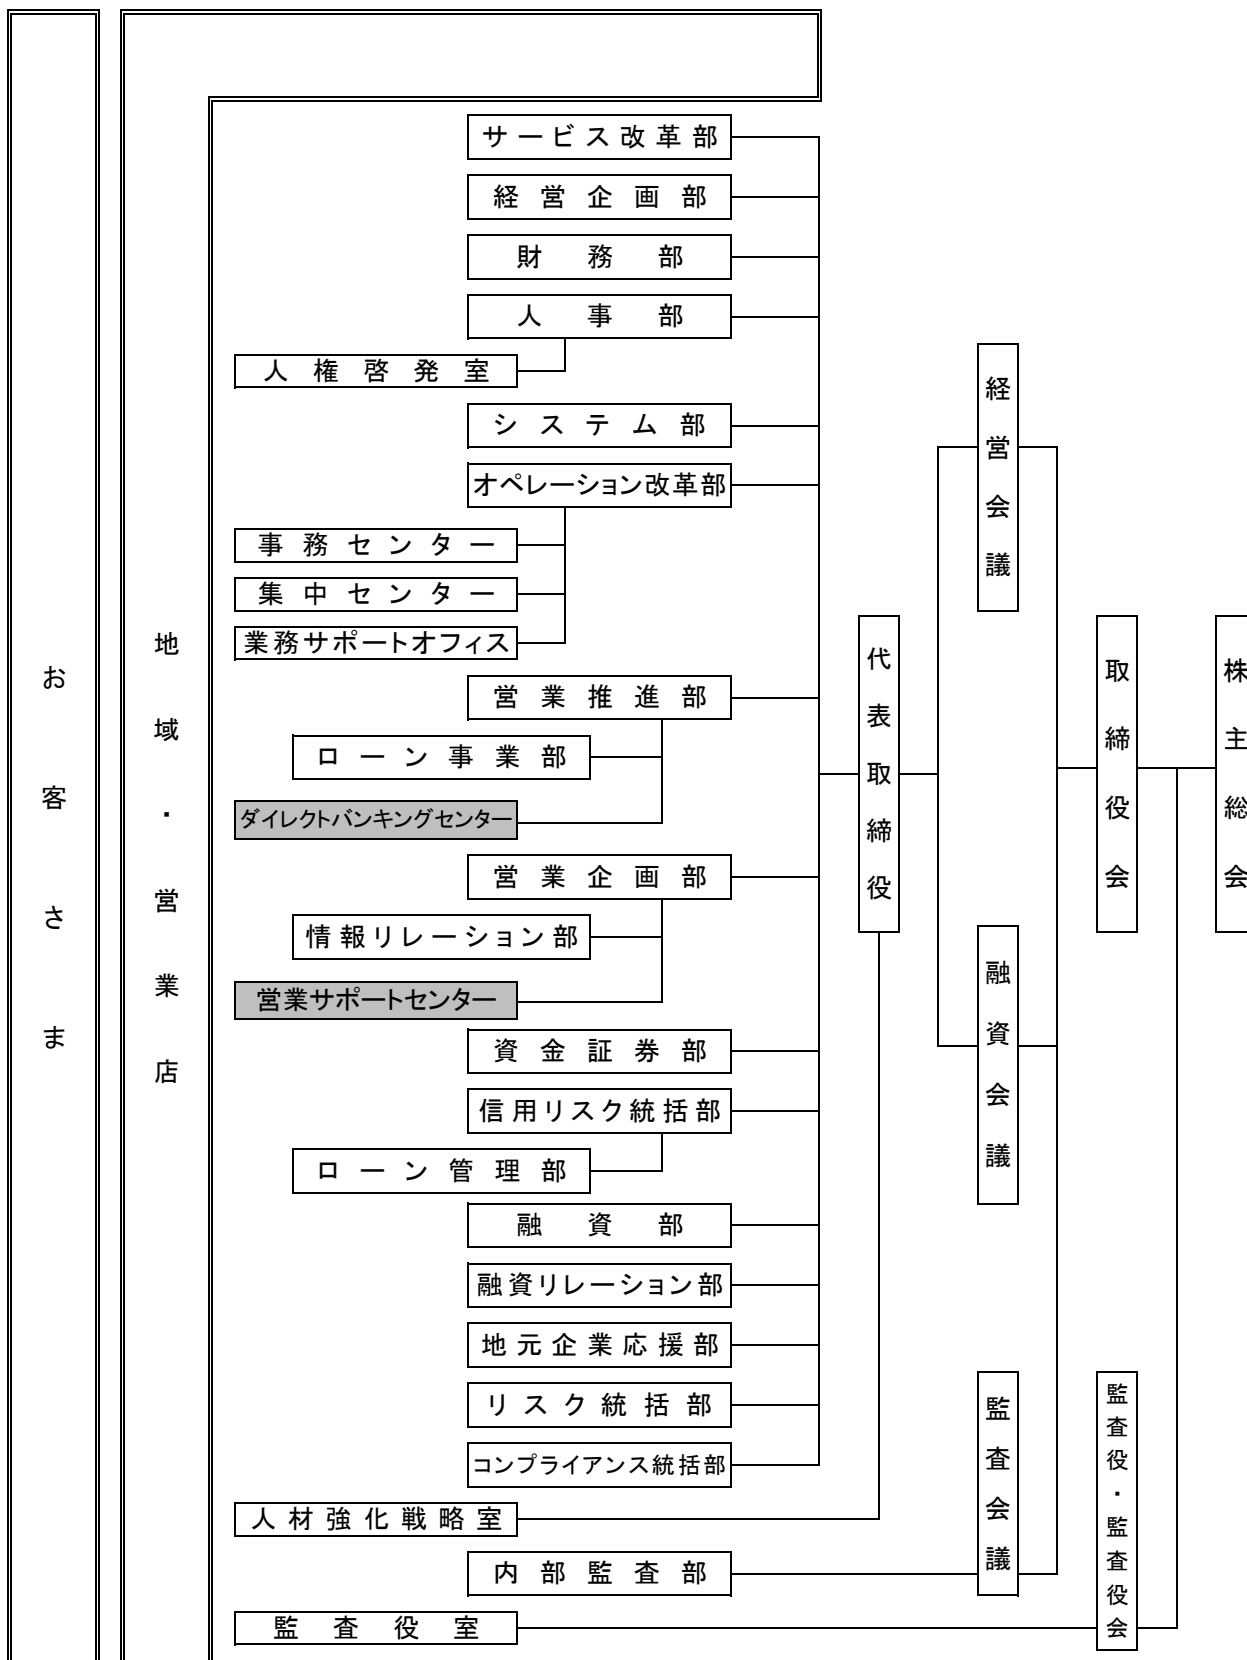 お客さま
地域・営業店
サービス改革部
経営企画部
財務部
人事部
人権啓発室
システム部
オペレーション改革部
事務センター
集中センター
業務サポートオフィス
営業推進部
ローン事業部
ダイレクトバンキングセンター
営業企画部
情報リレーション部
営業サポートセンター
資金証券部
信用リスク統括部
ローン管理部
融資部
融資リレーション部
地元企業応援部
リスク統括部
コンプライアンス統括部
人材強化戦略室
内部監査部
監査役室
代表取締役
経営会議
融資会議
監査会議
取締役会
監査役・監査役会
株主総会